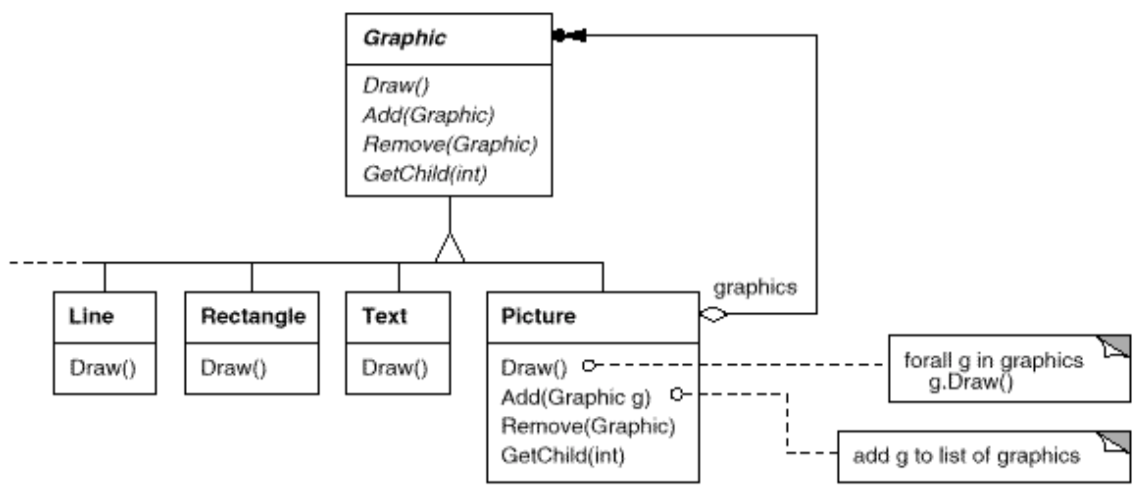 Graphic
Draw()
Add(Graphic)
Remove(Graphic)
GetChild(int)
graphics
Line
Draw()
Rectangle
Draw()
Text
Draw()
Picture
Draw()
Add(Graphic g)
Remove(Graphic)
GetChild(int)
forall g in graphics
g.Draw()
add g to list of graphics